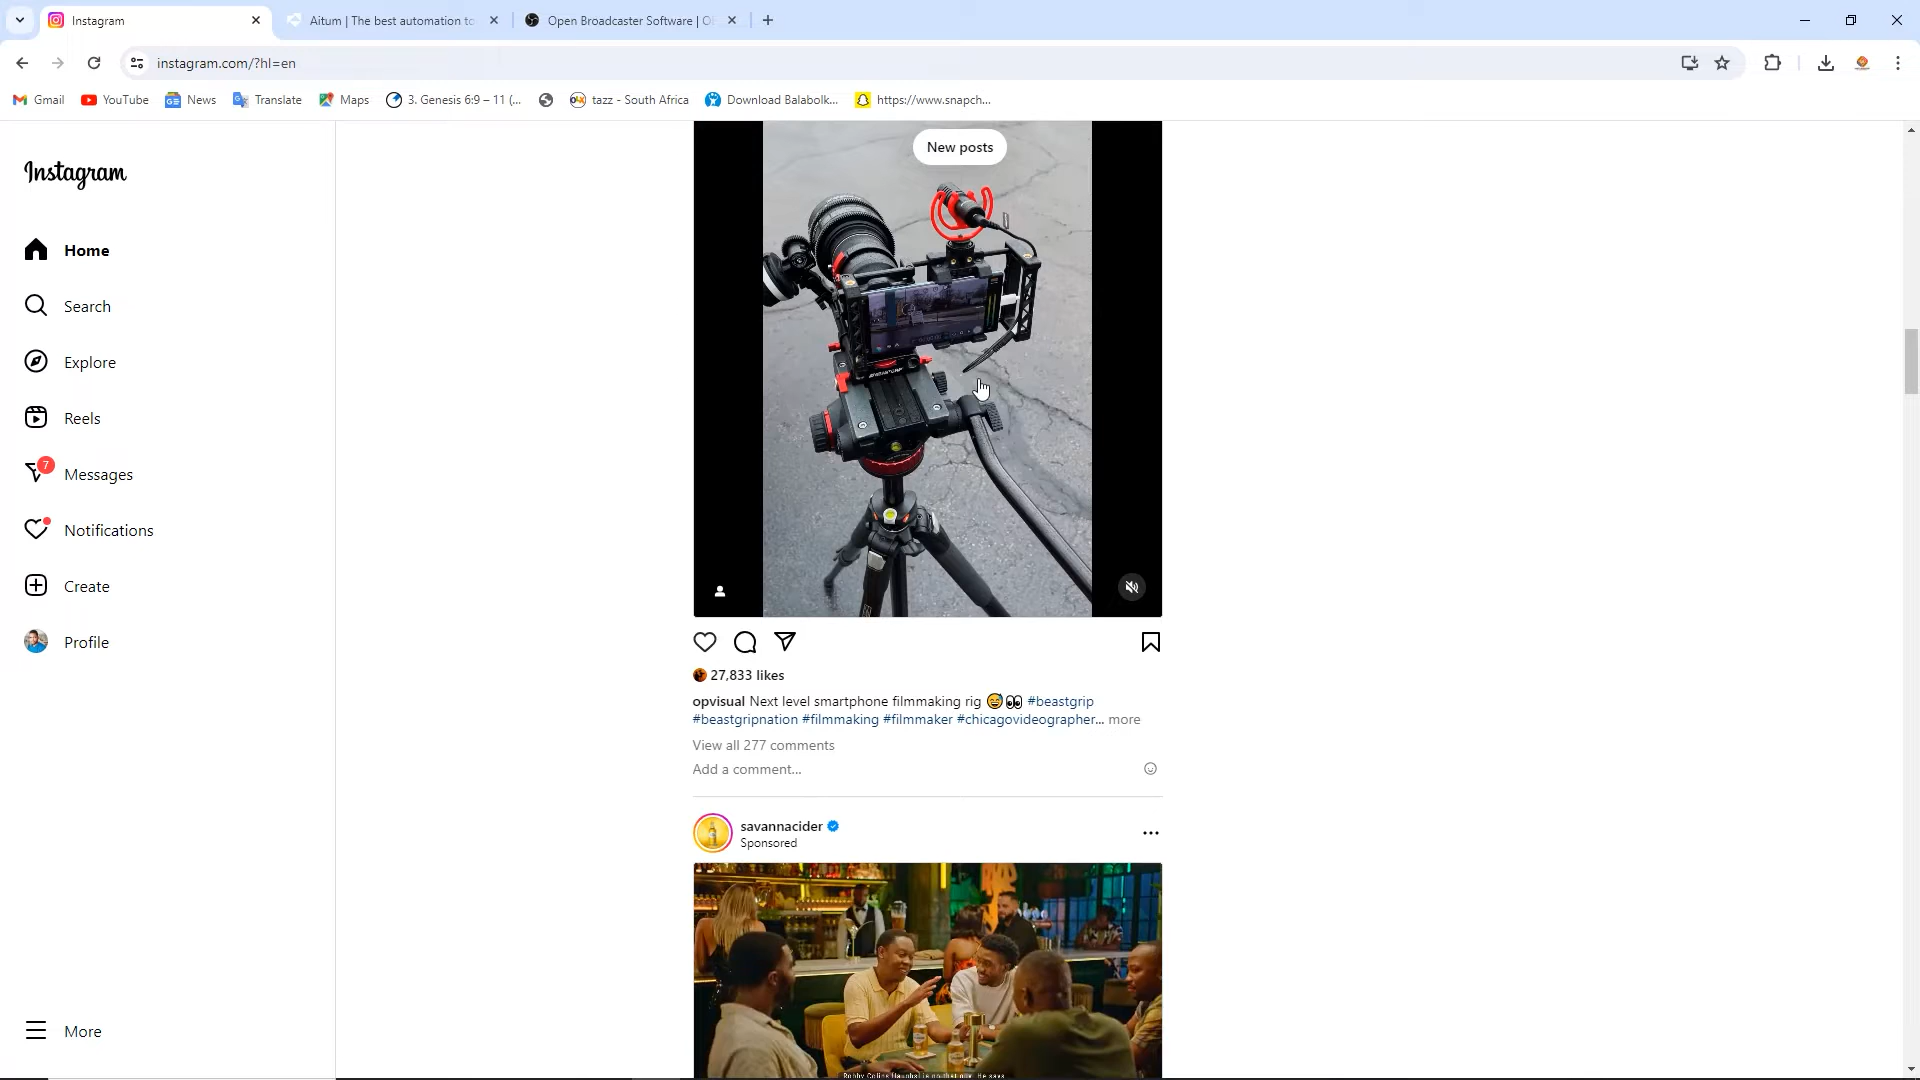 Instagram
Aitum | The best automation to
Open Broadcaster Software | O
instagram.com/?hl=en
Gmail
YouTube
News
Translate
Maps
3. Genesis 6:9 – 11 (...
tazz - South Africa
Download Balabolk...
https://www.snapch...
Instagram
Home
Search
Explore
Reels
7
Messages
Notifications
Create
Profile
More
New posts
27,833 likes
opvisual Next level smartphone filmmaking rig 😅👀 #beastgrip
#beastgripnation #filmmaking #filmmaker #chicagovideographer... more
View all 277 comments
Add a comment...
savannacider
Sponsored